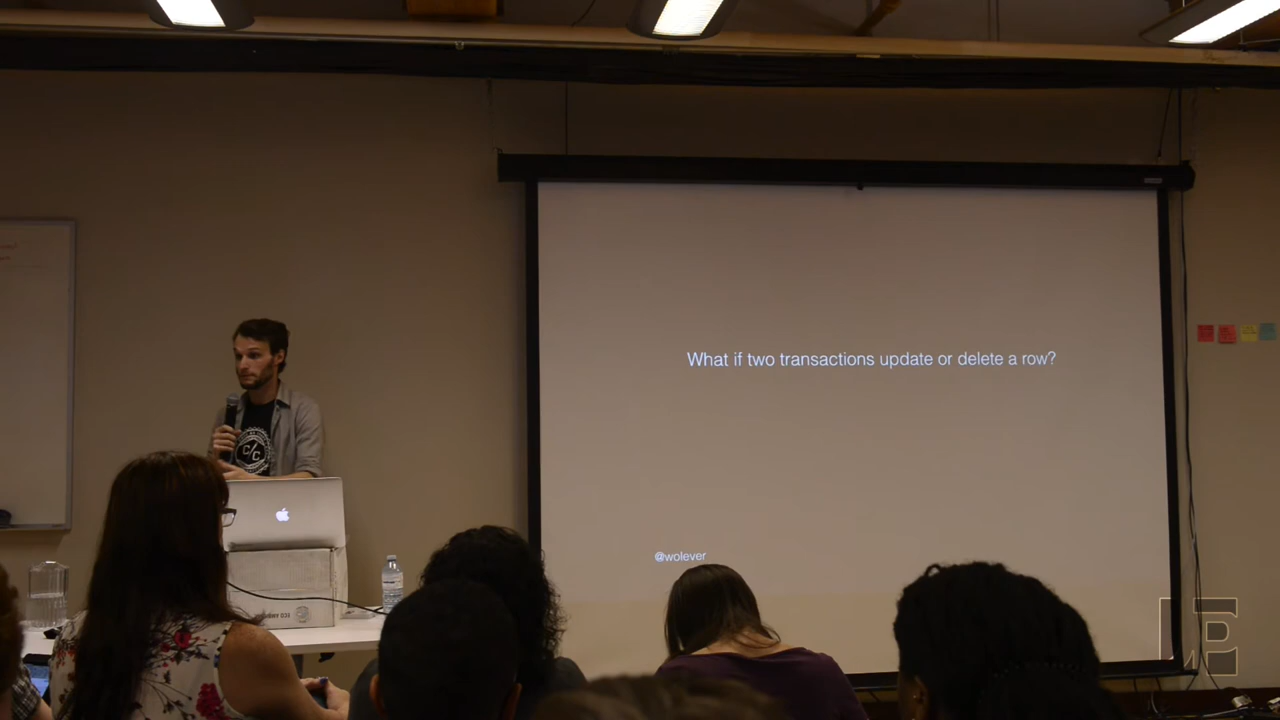 What if two transactions update or delete a row?
@wolever
C/C